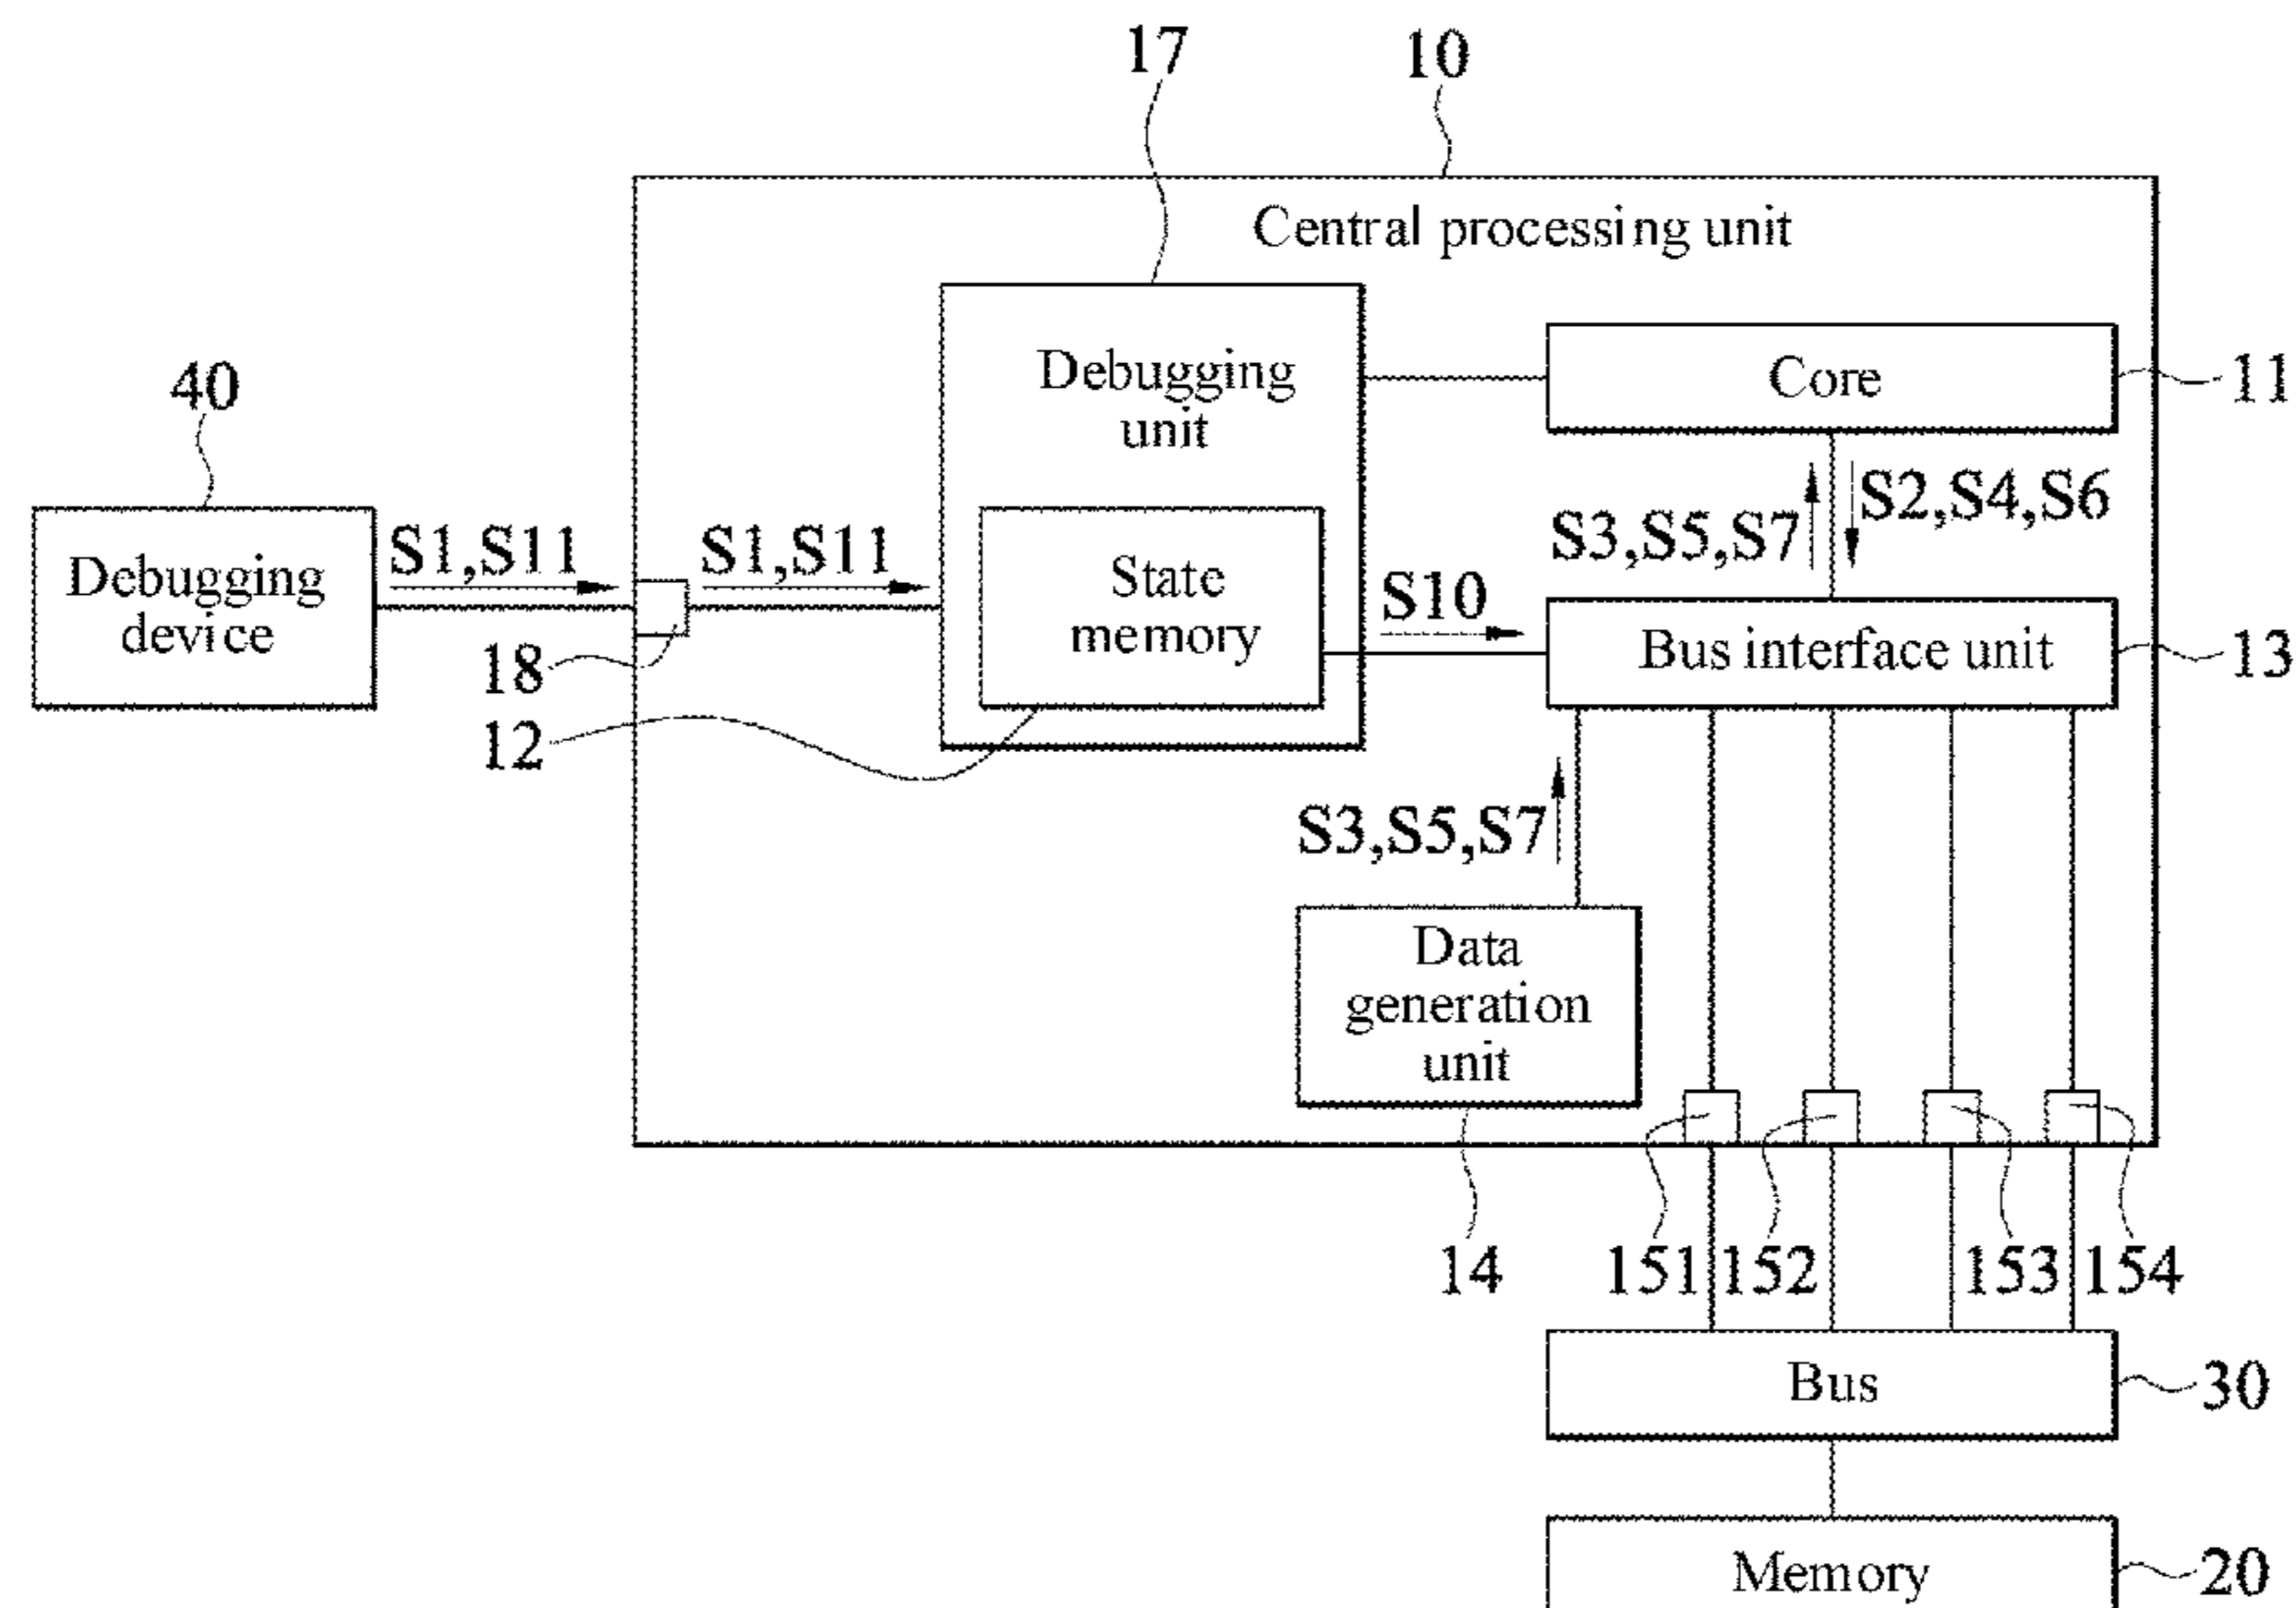 17
10
Central processing unit
40
Debugging
unit
Core
11
S3,S5,S7
S2,S4,S6
Debugging
device
S1,S11
S1,S11
State
memory
S10
Bus interface unit
13
18
12
S3,S5,S7
Data
generation
unit
14
151
152
153
154
Bus
30
Memory
20